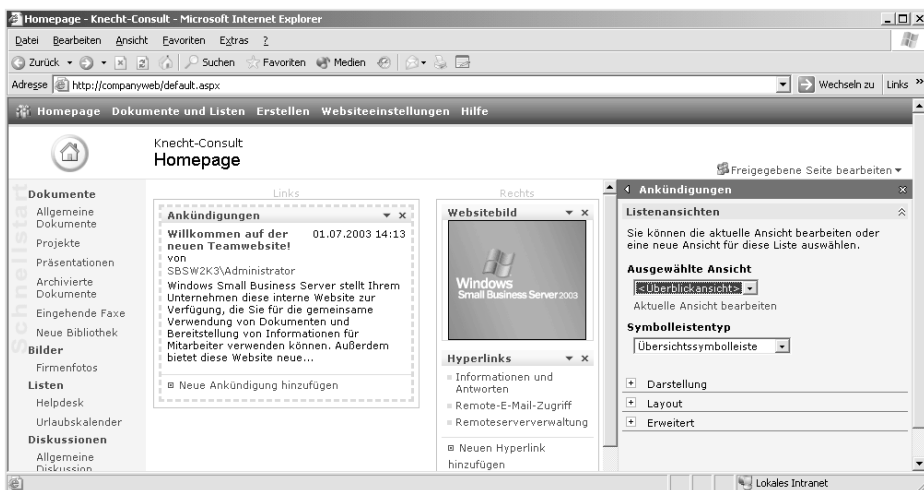 Homepage - Knecht-Consult - Microsoft Internet Explorer
Datei Bearbeiten Ansicht Favoriten Extras ?
Zurück Suchen Favoriten Medien
Adresse http://companyweb/default.aspx Wechseln zu Links »
Homepage Dokumente und Listen Erstellen Websiteeinstellungen Hilfe
Knecht-Consult
Homepage
Freigegebene Seite bearbeiten
Schnellstart
Dokumente
Allgemeine
Dokumente
Projekte
Präsentationen
Archivierte
Dokumente
Eingehende Faxe
Neue Bibliothek
Bilder
Firmenfotos
Listen
Helpdesk
Urlaubskalender
Diskussionen
Allgemeine
Diskussion
Links
Ankündigungen
Willkommen auf der 01.07.2003 14:13
neuen Teamwebsite!
von
SBSW2K3\Administrator
Windows Small Business Server stellt Ihrem
Unternehmen diese interne Website zur
Verfügung, die Sie für die gemeinsame
Verwendung von Dokumenten und
Bereitstellung von Informationen für
Mitarbeiter verwenden können. Außerdem
bietet diese Website neue...
Neue Ankündigung hinzufügen
Rechts
Websitebild
Windows
Small Business Server 2003
Hyperlinks
Informationen und
Antworten
Remote-E-Mail-Zugriff
Remoteserververwaltung
Neuen Hyperlink
hinzufügen
Ankündigungen
Listenansichten
Sie können die aktuelle Ansicht bearbeiten oder
eine neue Ansicht für diese Liste auswählen.
Ausgewählte Ansicht
<Überblickansicht>
Aktuelle Ansicht bearbeiten
Symbolleistentyp
Übersichtssymbolleiste
Darstellung
Layout
Erweitert
Lokales Intranet